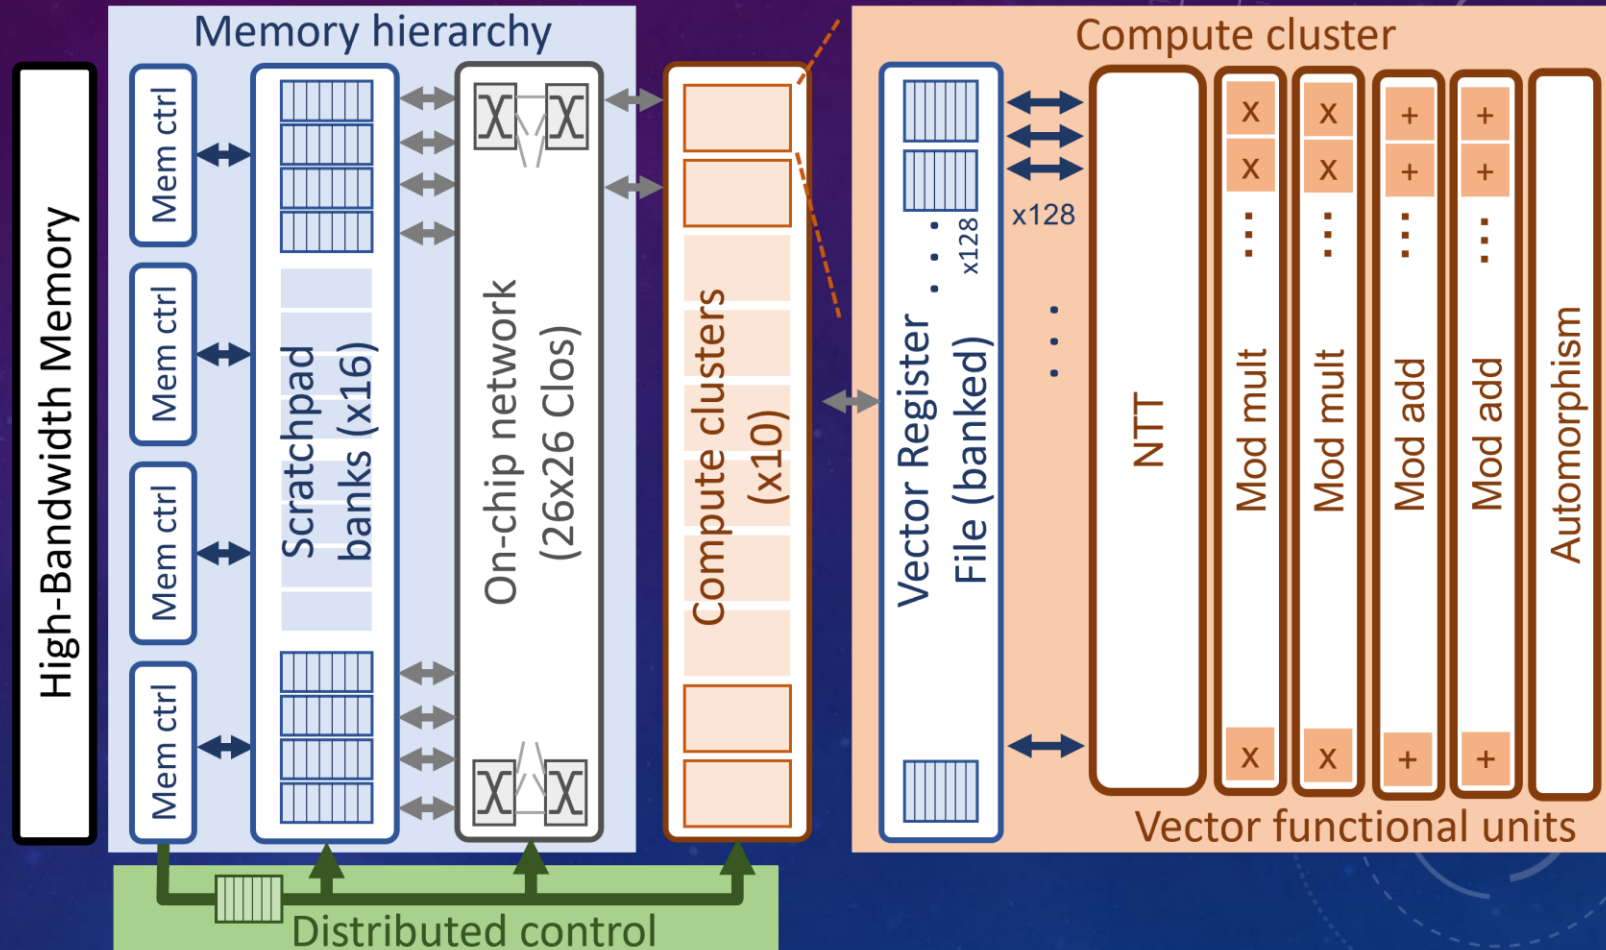 Memory hierarchy
Compute cluster
High-Bandwidth Memory
Mem ctrl
Mem ctrl
Mem ctrl
Mem ctrl
Scratchpad
banks (x16)
On-chip network
(26x26 Clos)
Compute clusters
(x10)
Vector Register
File (banked)
x128
x128
NTT
x
x
...
Mod mult
x
x
x
...
Mod mult
x
+
+
...
Mod add
+
+
+
...
Mod add
+
Automorphism
Vector functional units
Distributed control